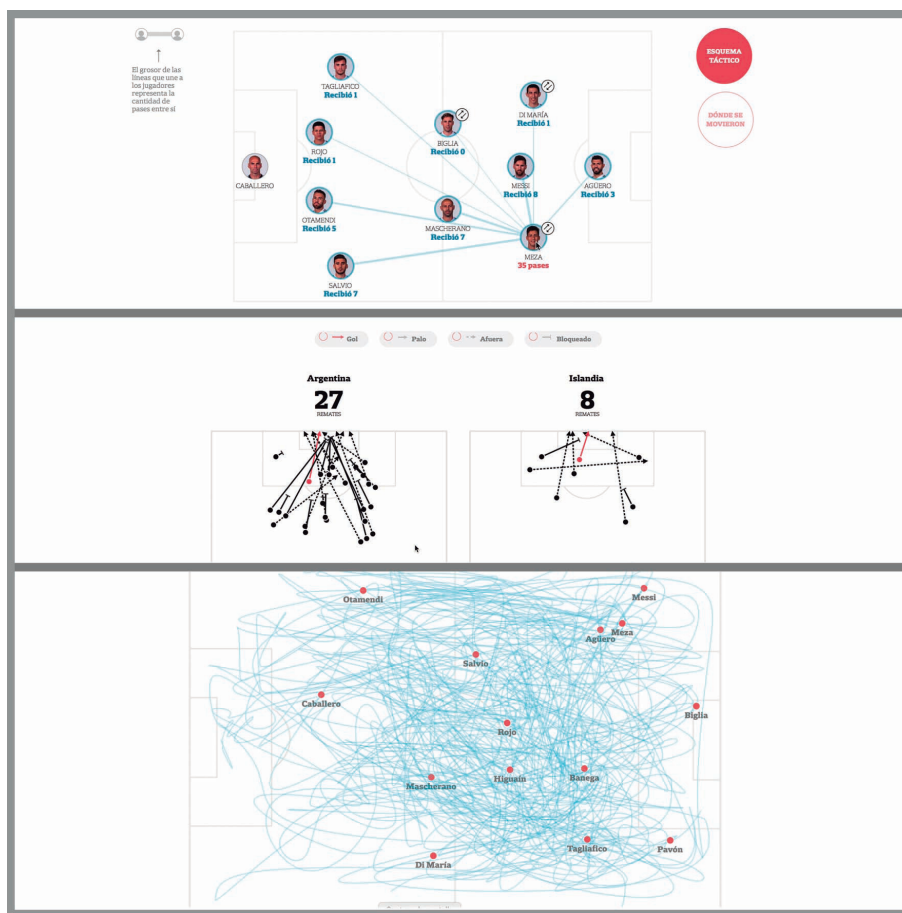 El grosor de las
líneas que une a
los jugadores
representa la
cantidad de
pases entre sí
ESQUEMA
TÁCTICO
DÓNDE SE
MOVIERON
TAGLIAFICO
Recibió 1
DI MARÍA
Recibió 1
ROJO
Recibió 1
BIGLIA
Recibió 0
CABALLERO
MESSI
Recibió 8
AGÜERO
Recibió 3
OTAMENDI
Recibió 5
MASCHERANO
Recibió 7
MEZA
35 pases
SALVIO
Recibió 7
Gol
Palo
Afuera
Bloqueado
Argentina
27
REMATES
Islandia
8
REMATES
Otamendi
Messi
Meza
Agüero
Salvio
Caballero
Biglia
Rojo
Mascherano
Higuaín
Banega
Tagliafico
Pavón
Di María